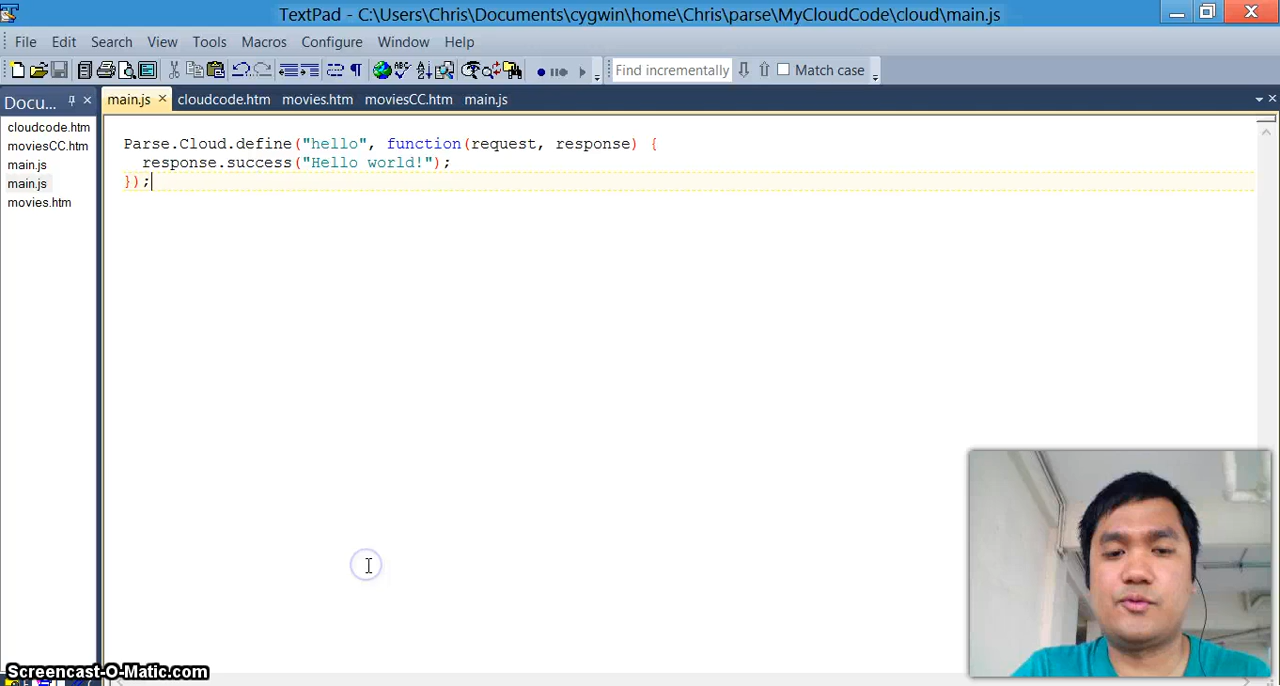 TextPad - C:\Users\Chris\Documents\cygwin\home\Chris\parse\MyCloudCode\cloud\main.js
File Edit Search View Tools Macros Configure Window Help
Find incrementally Match case
Docu...
main.js cloudcode.htm movies.htm moviesCC.htm main.js
cloudcode.htm
moviesCC.htm
main.js
main.js
movies.htm
Parse.Cloud.define("hello", function(request, response) {
response.success("Hello world!");
});
Screencast-O-Matic.com